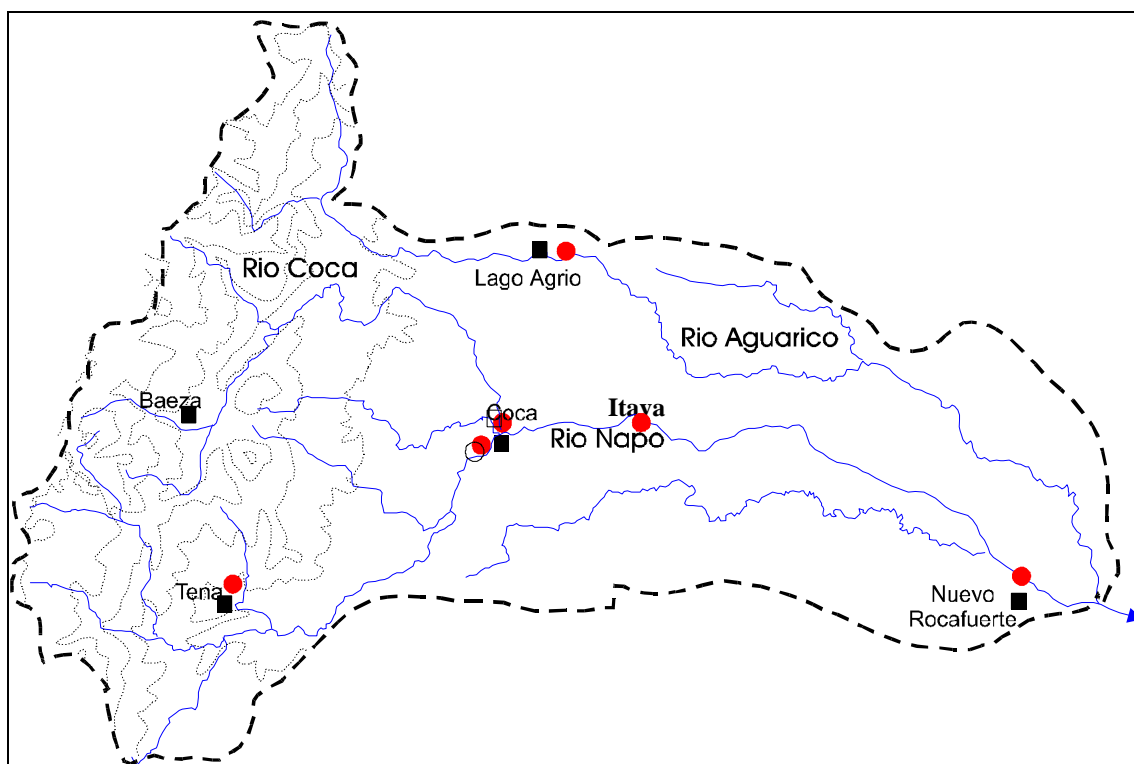 Rio Coca
Lago Agrio
Rio Aguarico
Baeza
Coca
Itaya
Rio Napo
Tena
Nuevo
Rocafuerte